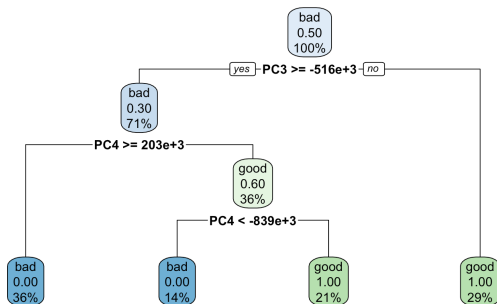 bad
0.50
100%
yes PC3 >= -516e+3 no
bad
0.30
71%
PC4 >= 203e+3
good
0.60
36%
PC4 < -839e+3
bad
0.00
36%
bad
0.00
14%
good
1.00
21%
good
1.00
29%